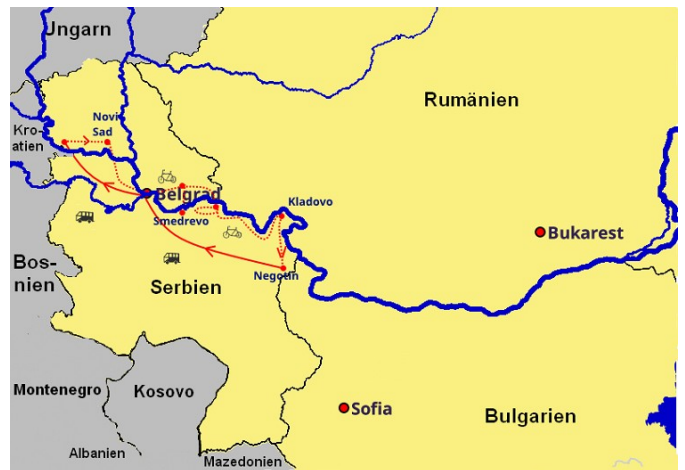 Ungarn
Rumänien
Novi
Sad
Kro-
atien
Belgrad
Kladovo
Smedrevo
Bukarest
Bos-
nien
Negotin
Serbien
Montenegro
Kosovo
Sofia
Bulgarien
Albanien
Mazedonien